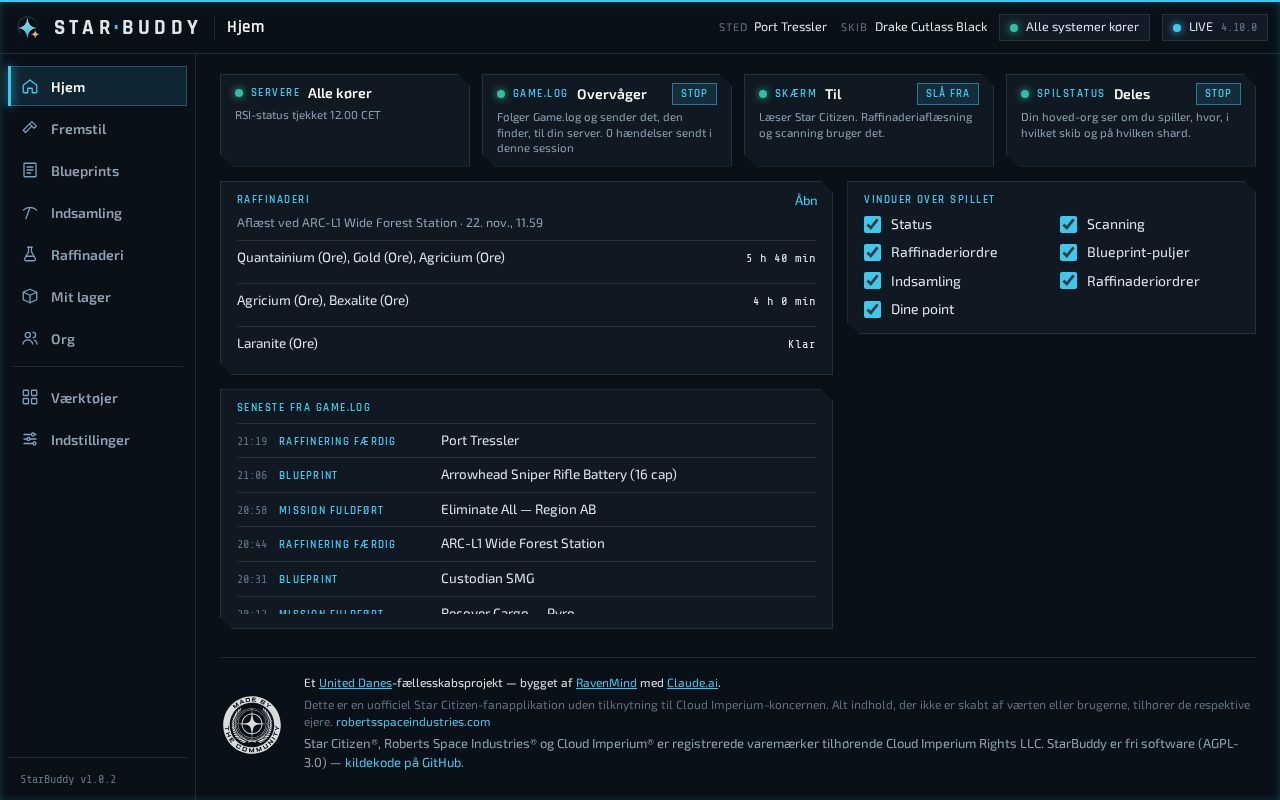 STAR·BUDDY
Hjem
STED Port Tressler
SKIB Drake Cutlass Black
Alle systemer kører
LIVE 4.10.0
Hjem
Fremstil
Blueprints
Indsamling
Raffinaderi
Mit lager
Org
Værktøjer
Indstillinger
StarBuddy v1.0.2
SERVERE Alle kører
RSI-status tjekket 12.00 CET
GAME.LOG Overvåger STOP
Følger Game.log og sender det, den
finder, til din server. 0 hændelser sendt i
denne session
SKÆRM Til SLÅ FRA
Læser Star Citizen. Raffinaderiaflæsning
og scanning bruger det.
SPILSTATUS Deles STOP
Din hoved-org ser om du spiller, hvor, i
hvilket skib og på hvilken shard.
RAFFINADERI Åbn
Aflæst ved ARC-L1 Wide Forest Station · 22. nov., 11.59
Quantainium (Ore), Gold (Ore), Agricium (Ore) 5 h 40 min
Agricium (Ore), Bexalite (Ore) 4 h 0 min
Laranite (Ore) Klar
VINDUER OVER SPILLET
Status
Scanning
Raffinaderiordre
Blueprint-puljer
Indsamling
Raffinaderiordrer
Dine point
SENESTE FRA GAME.LOG
21:19 RAFFINERING FÆRDIG Port Tressler
21:06 BLUEPRINT Arrowhead Sniper Rifle Battery (16 cap)
20:58 MISSION FULDFØRT Eliminate All — Region AB
20:44 RAFFINERING FÆRDIG ARC-L1 Wide Forest Station
20:31 BLUEPRINT Custodian SMG
20:12 MISSION FULDFØRT Recover Cargo — Pyro
MADE BY
THE COMMUNITY
Et United Danes-fællesskabsprojekt — bygget af RavenMind med Claude.ai.
Dette er en uofficiel Star Citizen-fanapplikation uden tilknytning til Cloud Imperium-koncernen. Alt indhold, der ikke er skabt af værten eller brugerne, tilhører de respektive
ejere. robertsspaceindustries.com
Star Citizen®, Roberts Space Industries® og Cloud Imperium® er registrerede varemærker tilhørende Cloud Imperium Rights LLC. StarBuddy er fri software (AGPL-
3.0) — kildekode på GitHub.